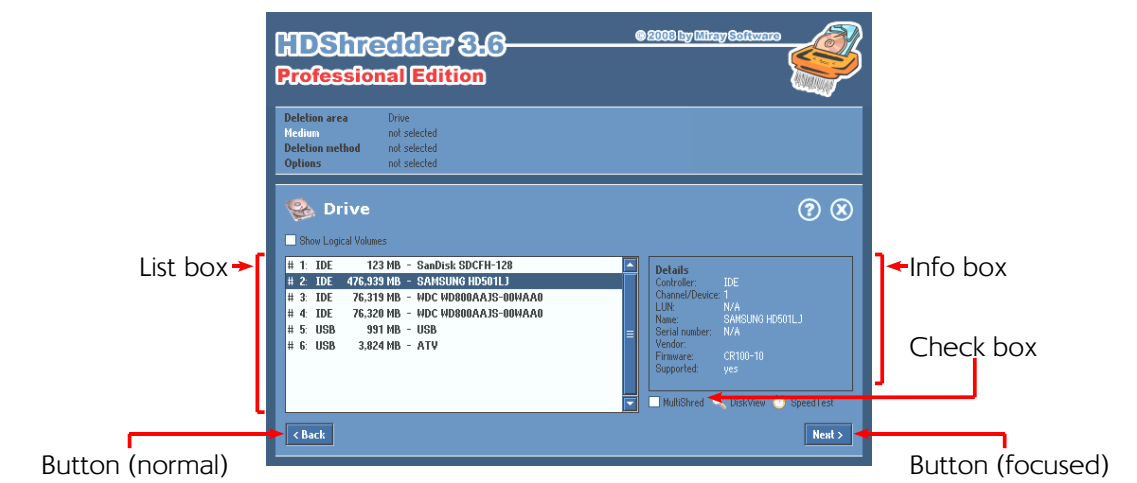 HDShredder 3.6
© 2008 by Miray Software
Professional Edition
Deletion area Drive
Medium not selected
Deletion method not selected
Options not selected
Drive
? X
Show Logical Volumes
List box
# 1: IDE 123 MB - SanDisk SDCFH-128
# 2: IDE 476,939 MB - SAMSUNG HD501LJ
# 3: IDE 76,319 MB - WDC WD800AAJS-00WAA0
# 4: IDE 76,320 MB - WDC WD800AAJS-00WAA0
# 5: USB 991 MB - USB
# 6: USB 3,824 MB - ATV
Details
Controller: IDE
Channel/Device: 1
LUN: N/A
Name: SAMSUNG HD501LJ
Serial number: N/A
Vendor:
Firmware: CR100-10
Supported: yes
Info box
Check box
MultiShred DiskView SpeedTest
< Back
Next >
Button (normal)
Button (focused)